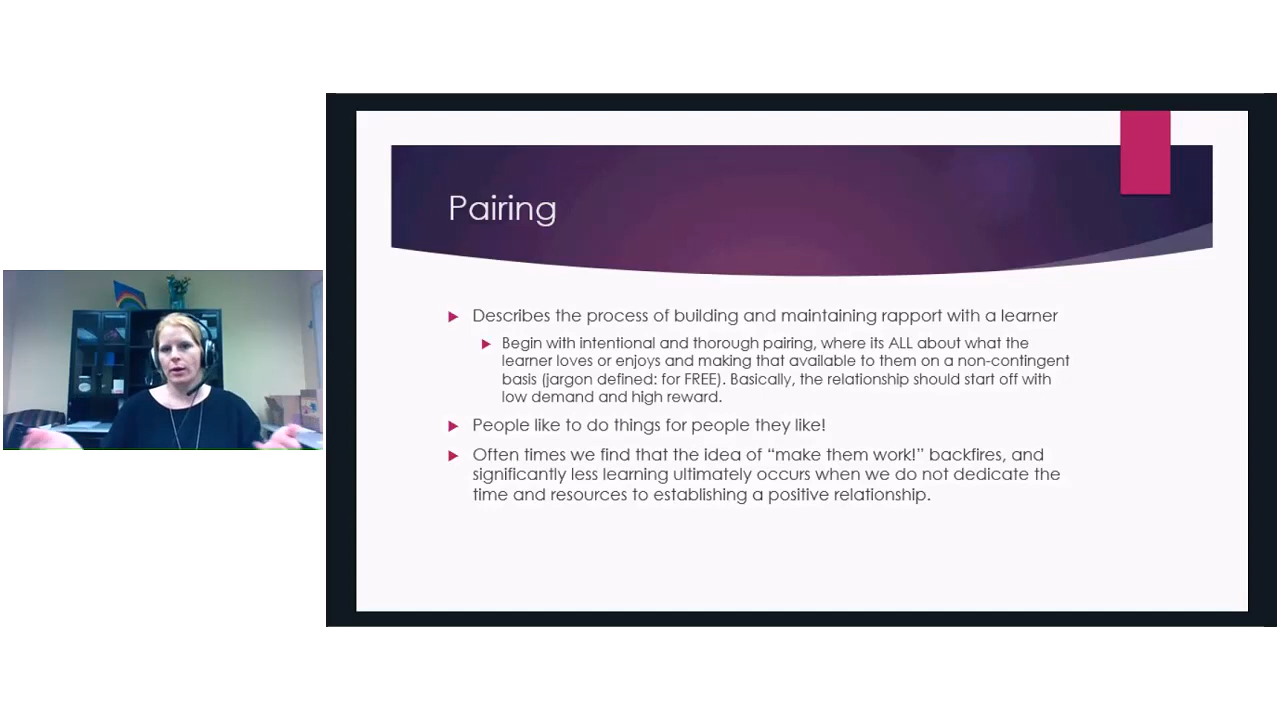 Pairing
Describes the process of building and maintaining rapport with a learner
Begin with intentional and thorough pairing, where its ALL about what the
learner loves or enjoys and making that available to them on a non-contingent
basis (jargon defined: for FREE). Basically, the relationship should start off with
low demand and high reward.
People like to do things for people they like!
Often times we find that the idea of “make them work!” backfires, and
significantly less learning ultimately occurs when we do not dedicate the
time and resources to establishing a positive relationship.